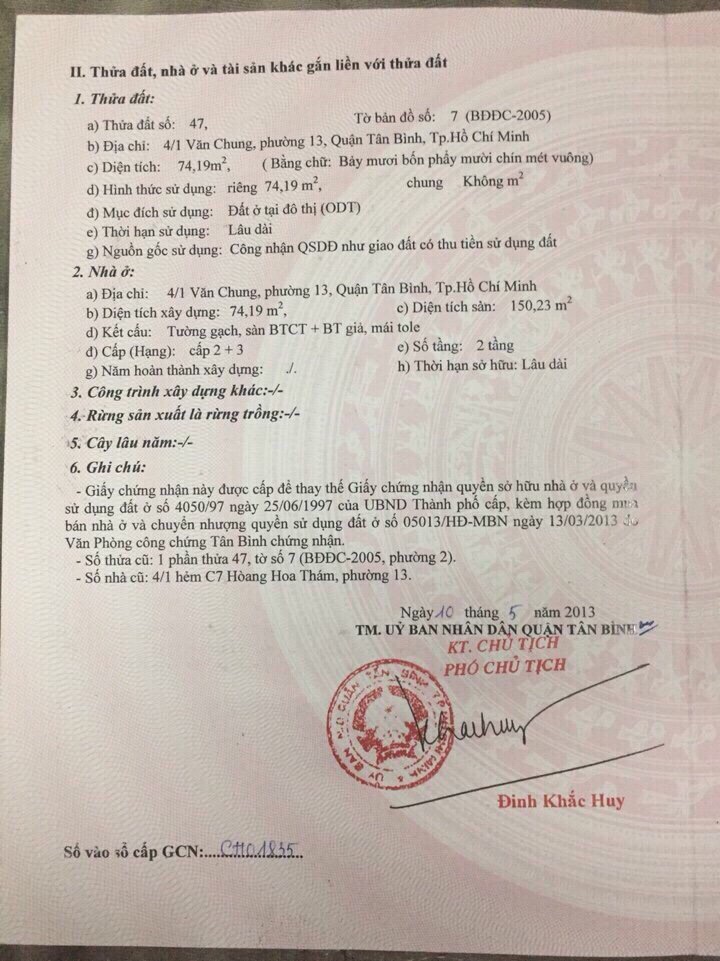 II. Thửa đất, nhà ở và tài sản khác gắn liền với thửa đất
1. Thửa đất:
a) Thửa đất số: 47, Tờ bản đồ số: 7 (BĐĐC-2005)
b) Địa chỉ: 4/1 Văn Chung, phường 13, Quận Tân Bình, Tp.Hồ Chí Minh
c) Diện tích: 74,19m², ( Bằng chữ: Bảy mươi bốn phẩy mười chín mét vuông)
d) Hình thức sử dụng: riêng 74,19 m², chung Không m²
đ) Mục đích sử dụng: Đất ở tại đô thị (ODT)
e) Thời hạn sử dụng: Lâu dài
g) Nguồn gốc sử dụng: Công nhận QSDĐ như giao đất có thu tiền sử dụng đất
2. Nhà ở:
a) Địa chỉ: 4/1 Văn Chung, phường 13, Quận Tân Bình, Tp.Hồ Chí Minh
b) Diện tích xây dựng: 74,19 m², c) Diện tích sàn: 150,23 m²
d) Kết cấu: Tường gạch, sàn BTCT + BT giả, mái tole
đ) Cấp (Hạng): cấp 2 + 3 e) Số tầng: 2 tầng
g) Năm hoàn thành xây dựng: ./. h) Thời hạn sở hữu: Lâu dài
3. Công trình xây dựng khác:-/-
4. Rừng sản xuất là rừng trồng:-/-
5. Cây lâu năm:-/-
6. Ghi chú:
- Giấy chứng nhận này được cấp để thay thế Giấy chứng nhận quyền sở hữu nhà ở và quyền
sử dụng đất ở số 4050/97 ngày 25/06/1997 của UBND Thành phố cấp, kèm hợp đồng mua
bán nhà ở và chuyển nhượng quyền sử dụng đất ở số 05013/HĐ-MBN ngày 13/03/2013 do
Văn Phòng công chứng Tân Bình chứng nhận.
- Số thửa cũ: 1 phần thửa 47, tờ số 7 (BĐĐC-2005, phường 2).
- Số nhà cũ: 4/1 hẻm C7 Hòang Hoa Thám, phường 13.
Ngày 10 tháng 5 năm 2013
TM. UỶ BAN NHÂN DÂN QUẬN TÂN BÌNH
KT. CHỦ TỊCH
PHÓ CHỦ TỊCH
Đinh Khắc Huy
Số vào sổ cấp GCN:...CH01835...